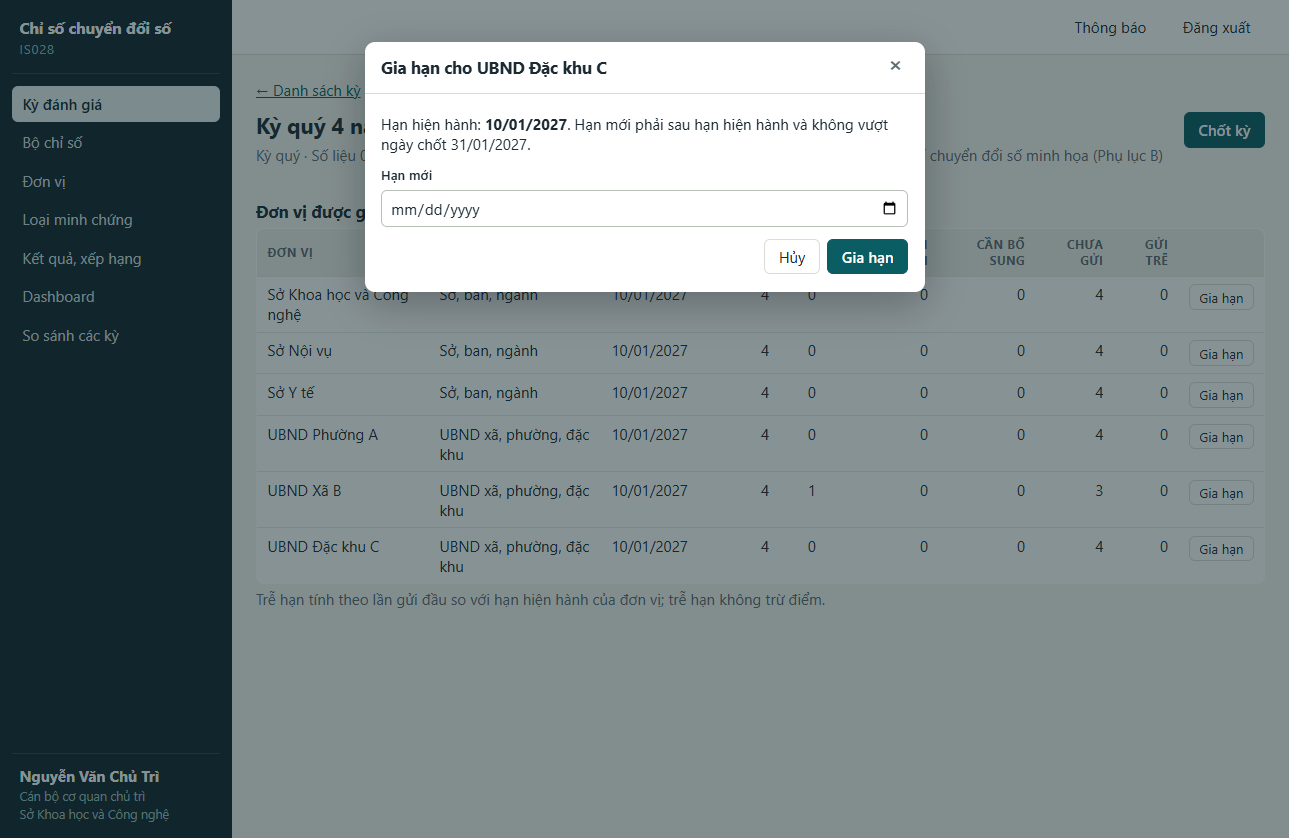 Chỉ số chuyển đổi số
IS028
Kỳ đánh giá
Bộ chỉ số
Đơn vị
Loại minh chứng
Kết quả, xếp hạng
Dashboard
So sánh các kỳ
Nguyễn Văn Chủ Trì
Cán bộ cơ quan chủ trì
Sở Khoa học và Công nghệ
Thông báo Đăng xuất
← Danh sách kỳ
Kỳ quý 4
Chốt kỳ
Kỳ quý · Số liệu chuyển đổi số minh họa (Phụ lục B)
Gia hạn cho UBND Đặc khu C ×
Hạn hiện hành: 10/01/2027. Hạn mới phải sau hạn hiện hành và không vượt
ngày chốt 31/01/2027.
Hạn mới
mm/dd/yyyy
Hủy Gia hạn
Đơn vị được
ĐƠN VỊ CẦN BỔ SUNG CHƯA GỬI GỬI TRỄ
Sở Khoa học và Công nghệ Sở, ban, ngành 10/01/2027 4 0 0 0 4 0 Gia hạn
Sở Nội vụ Sở, ban, ngành 10/01/2027 4 0 0 0 4 0 Gia hạn
Sở Y tế Sở, ban, ngành 10/01/2027 4 0 0 0 4 0 Gia hạn
UBND Phường A UBND xã, phường, đặc khu 10/01/2027 4 0 0 0 4 0 Gia hạn
UBND Xã B UBND xã, phường, đặc khu 10/01/2027 4 1 0 0 3 0 Gia hạn
UBND Đặc khu C UBND xã, phường, đặc khu 10/01/2027 4 0 0 0 4 0 Gia hạn
Trễ hạn tính theo lần gửi đầu so với hạn hiện hành của đơn vị; trễ hạn không trừ điểm.